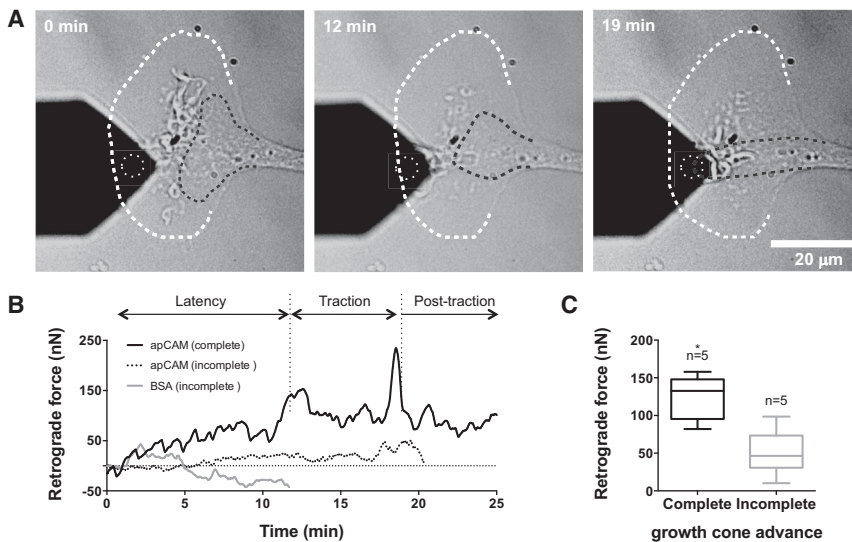 A
0 min
12 min
19 min
20 μm
B
Latency
Traction
Post-traction
Retrograde force (nN)
250
150
50
-50
apCAM (complete)
apCAM (incomplete )
BSA (incomplete )
0
5
10
15
20
25
Time (min)
C
Retrograde force (nN)
200
150
100
50
0
*
n=5
n=5
Complete Incomplete
growth cone advance